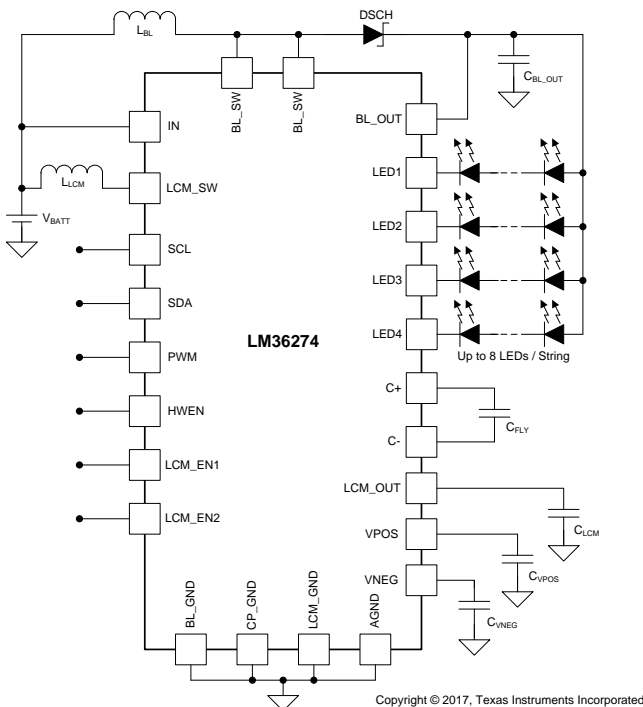 L_BL
DSCH
C_BL_OUT
BL_SW
BL_SW
BL_OUT
IN
LED1
L_LCM
LCM_SW
V_BATT
LED2
SCL
LED3
SDA
LM36274
LED4
PWM
Up to 8 LEDs / String
C+
HWEN
C_FLY
C-
LCM_EN1
LCM_OUT
LCM_EN2
C_LCM
VPOS
C_VPOS
VNEG
C_VNEG
BL_GND
CP_GND
LCM_GND
AGND
Copyright © 2017, Texas Instruments Incorporated